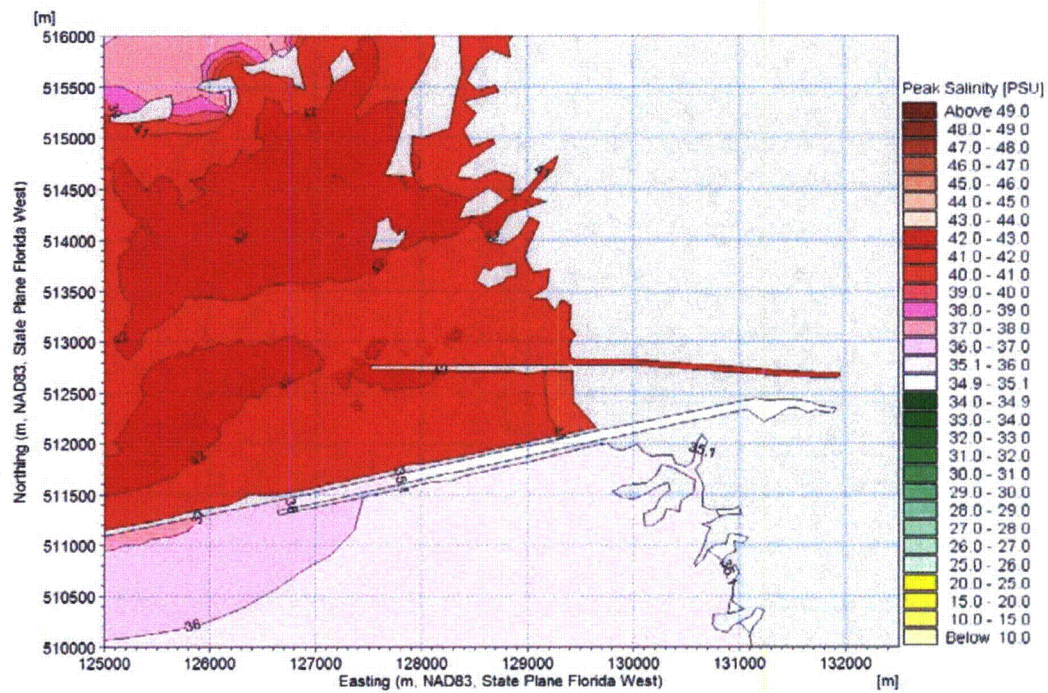 [m]
516000
515500
515000
514500
514000
513500
513000
512500
512000
511500
511000
510500
510000
125000 126000 127000 128000 129000 130000 131000 132000
Easting (m, NAD83, State Plane Florida West) [m]
Northing (m, NAD83, State Plane Florida West)
36
35.1
Peak Salinity [PSU]
Above 49.0
48.0 - 49.0
47.0 - 48.0
46.0 - 47.0
45.0 - 46.0
44.0 - 45.0
43.0 - 44.0
42.0 - 43.0
41.0 - 42.0
40.0 - 41.0
39.0 - 40.0
38.0 - 39.0
37.0 - 38.0
36.0 - 37.0
35.1 - 36.0
34.9 - 35.1
34.0 - 34.9
33.0 - 34.0
32.0 - 33.0
31.0 - 32.0
30.0 - 31.0
29.0 - 30.0
28.0 - 29.0
27.0 - 28.0
26.0 - 27.0
25.0 - 26.0
20.0 - 25.0
15.0 - 20.0
10.0 - 15.0
Below 10.0